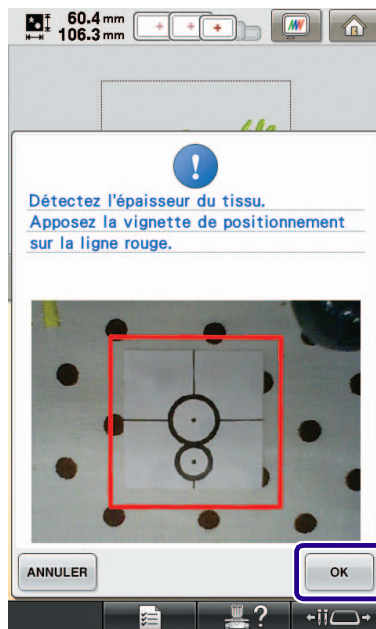 60.4 mm
106.3 mm
Détectez l'épaisseur du tissu.
Apposez la vignette de positionnement
sur la ligne rouge.
ANNULER
OK